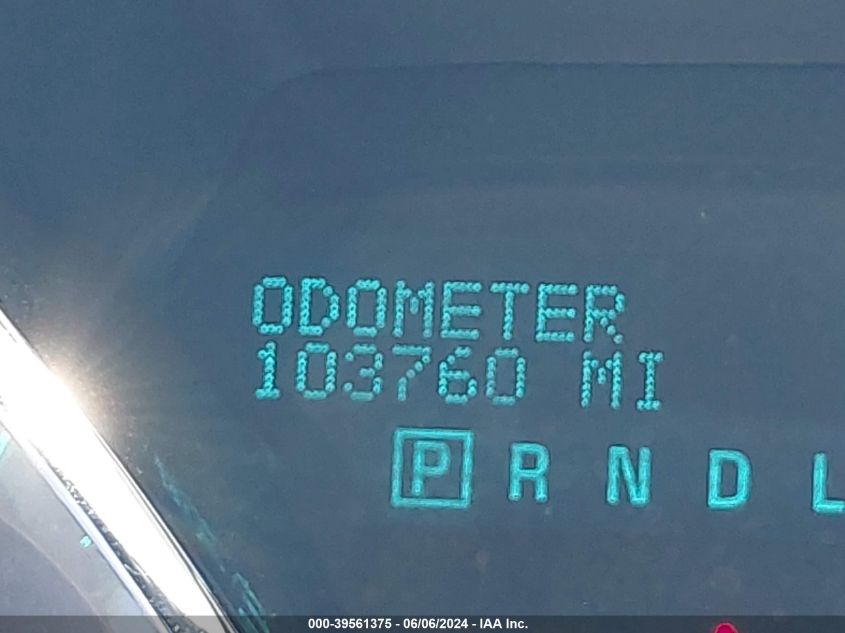 ODOMETER
103760 MI
P R N D L
000-39561375 - 06/06/2024 - IAA Inc.